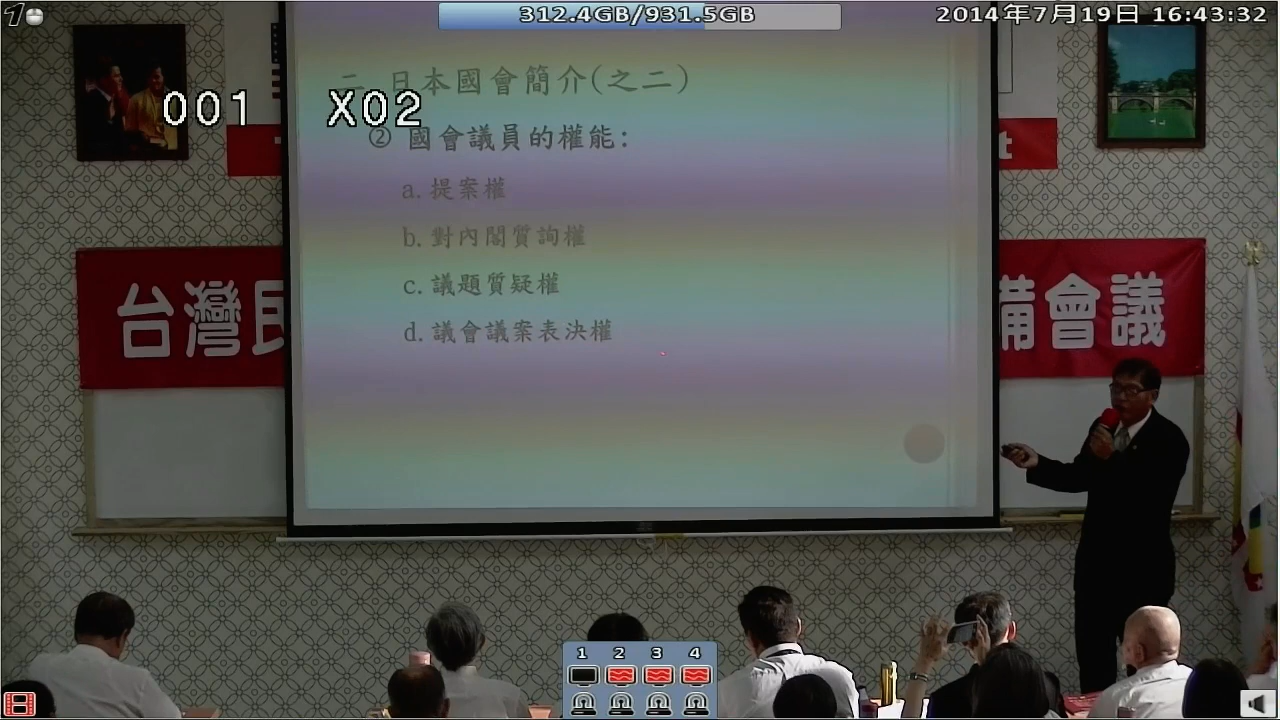 1
312.4GB/931.5GB
2014年7月19日 16:43:32
001 X02
二 日本國會簡介(之二)
② 國會議員的權能:
a. 提案權
b. 對內閣質詢權
c. 議題質疑權
d. 議會議案表決權
t
台灣民
備會議
1 2 3 4